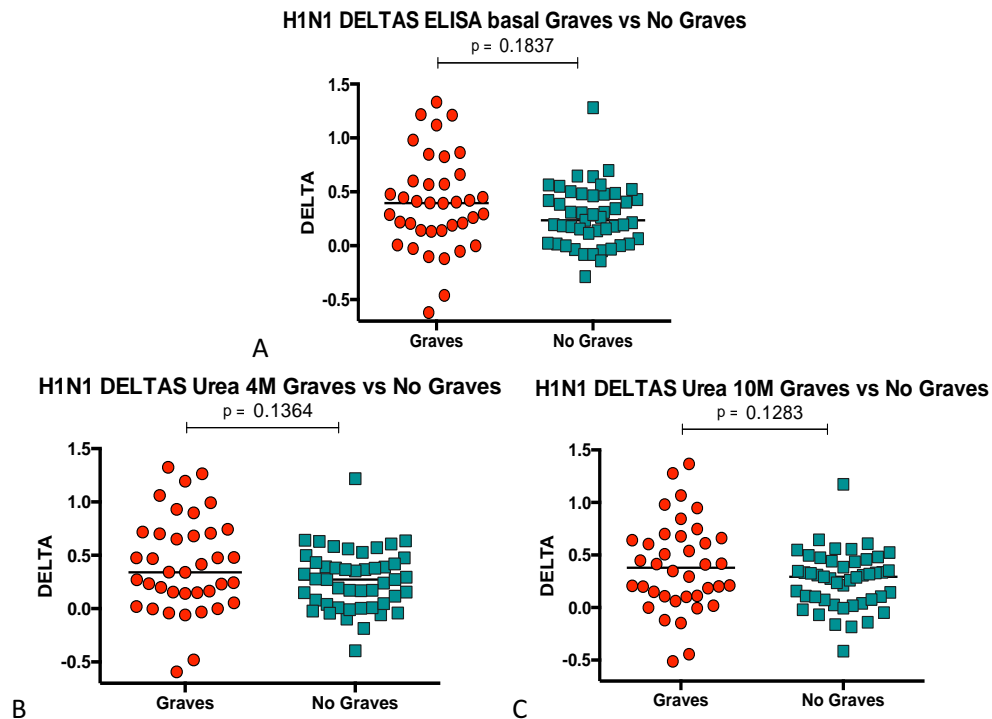 H1N1 DELTAS ELISA basal Graves vs No Graves
p = 0.1837
1.5
1.0
0.5
0.0
-0.5
DELTA
Graves No Graves
A
H1N1 DELTAS Urea 4M Graves vs No Graves
p = 0.1364
1.5
1.0
0.5
0.0
-0.5
DELTA
Graves No Graves
B
H1N1 DELTAS Urea 10M Graves vs No Graves
p = 0.1283
1.5
1.0
0.5
0.0
-0.5
DELTA
Graves No Graves
C